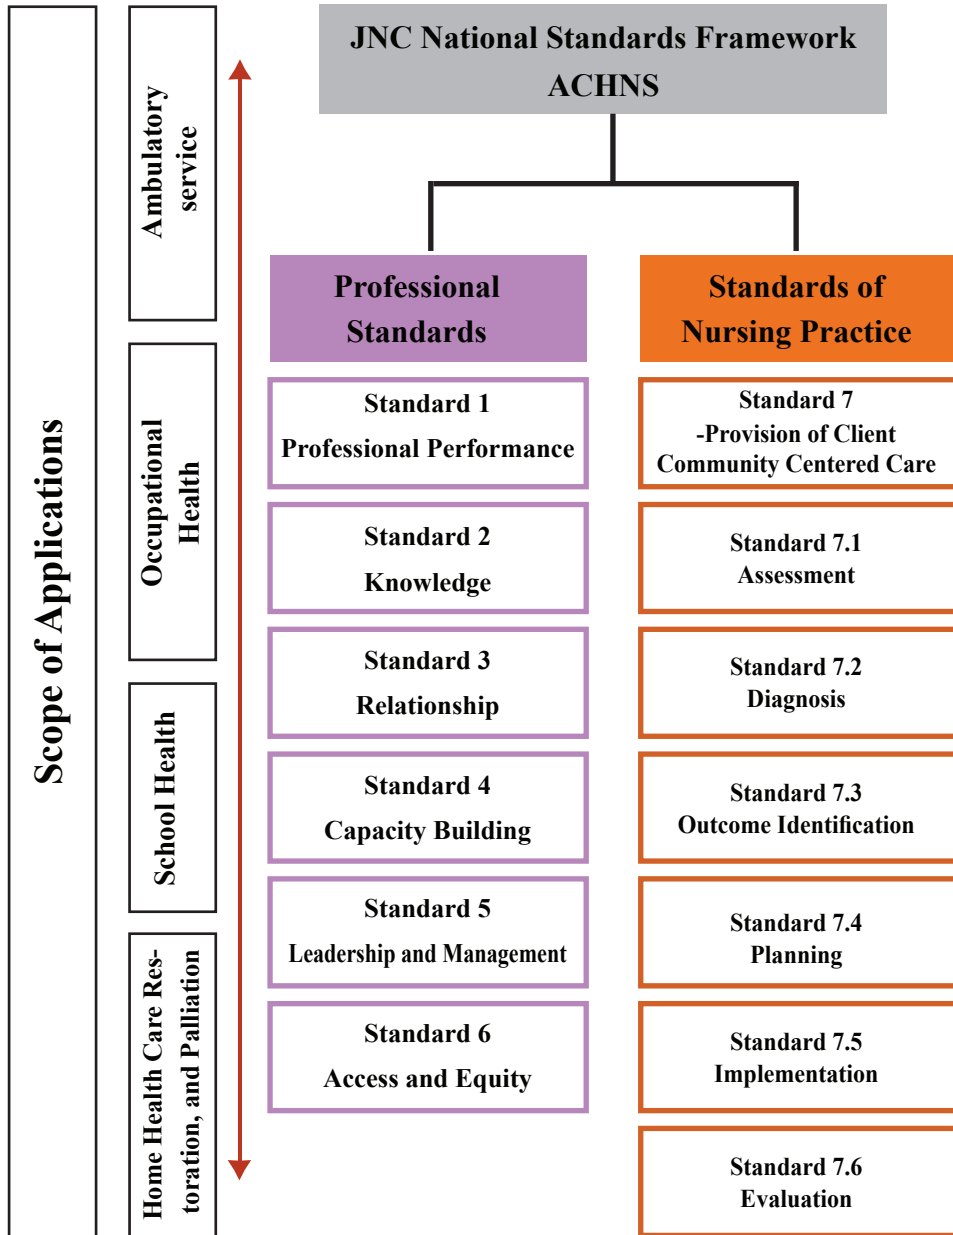 JNC National Standards Framework
ACHNS
Scope of Applications
Ambulatory
service
Occupational
Health
School Health
Home Health Care Res-
toration, and Palliation
Professional
Standards
Standard 1
Professional Performance
Standard 2
Knowledge
Standard 3
Relationship
Standard 4
Capacity Building
Standard 5
Leadership and Management
Standard 6
Access and Equity
Standards of
Nursing Practice
Standard 7
-Provision of Client
Community Centered Care
Standard 7.1
Assessment
Standard 7.2
Diagnosis
Standard 7.3
Outcome Identification
Standard 7.4
Planning
Standard 7.5
Implementation
Standard 7.6
Evaluation